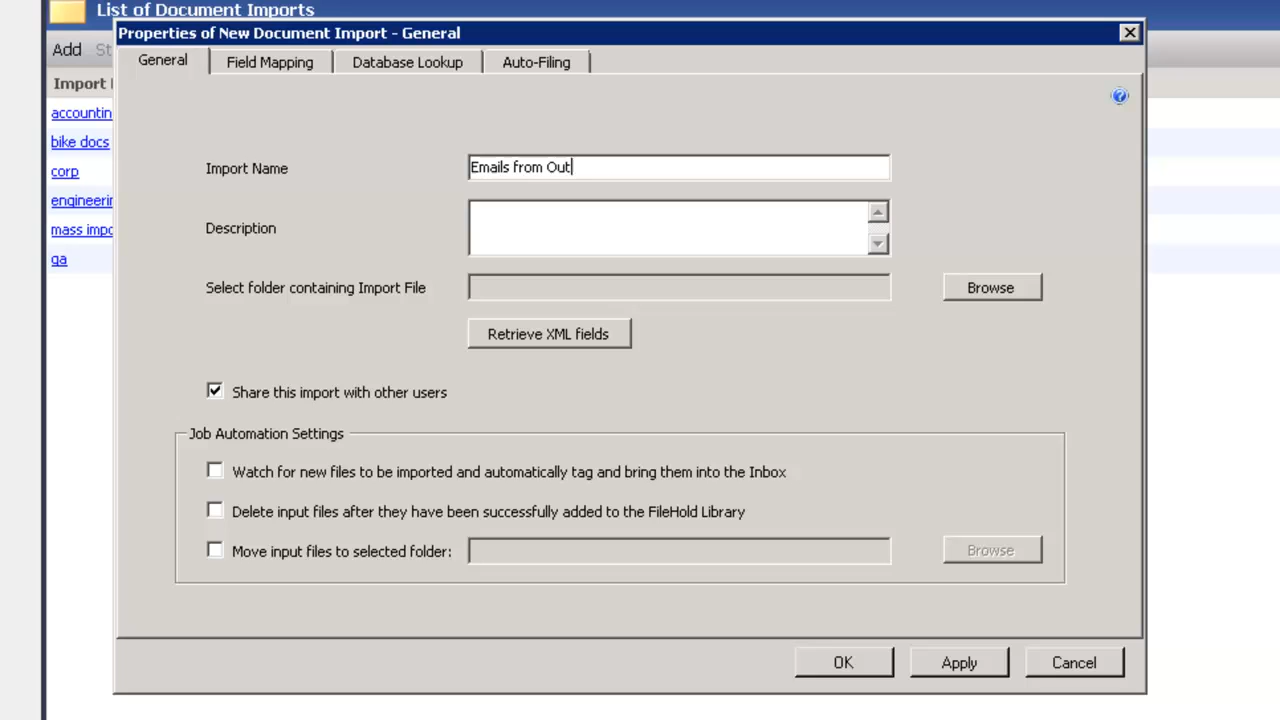 List of Document Imports
Properties of New Document Import - General
Add St
General Field Mapping Database Lookup Auto-Filing
Import
accountin
bike docs
corp
engineerin
mass impo
qa
Import Name Emails from Out
Description
Select folder containing Import File Browse
Retrieve XML fields
Share this import with other users
Job Automation Settings
Watch for new files to be imported and automatically tag and bring them into the Inbox
Delete input files after they have been successfully added to the FileHold Library
Move input files to selected folder: Browse
OK Apply Cancel